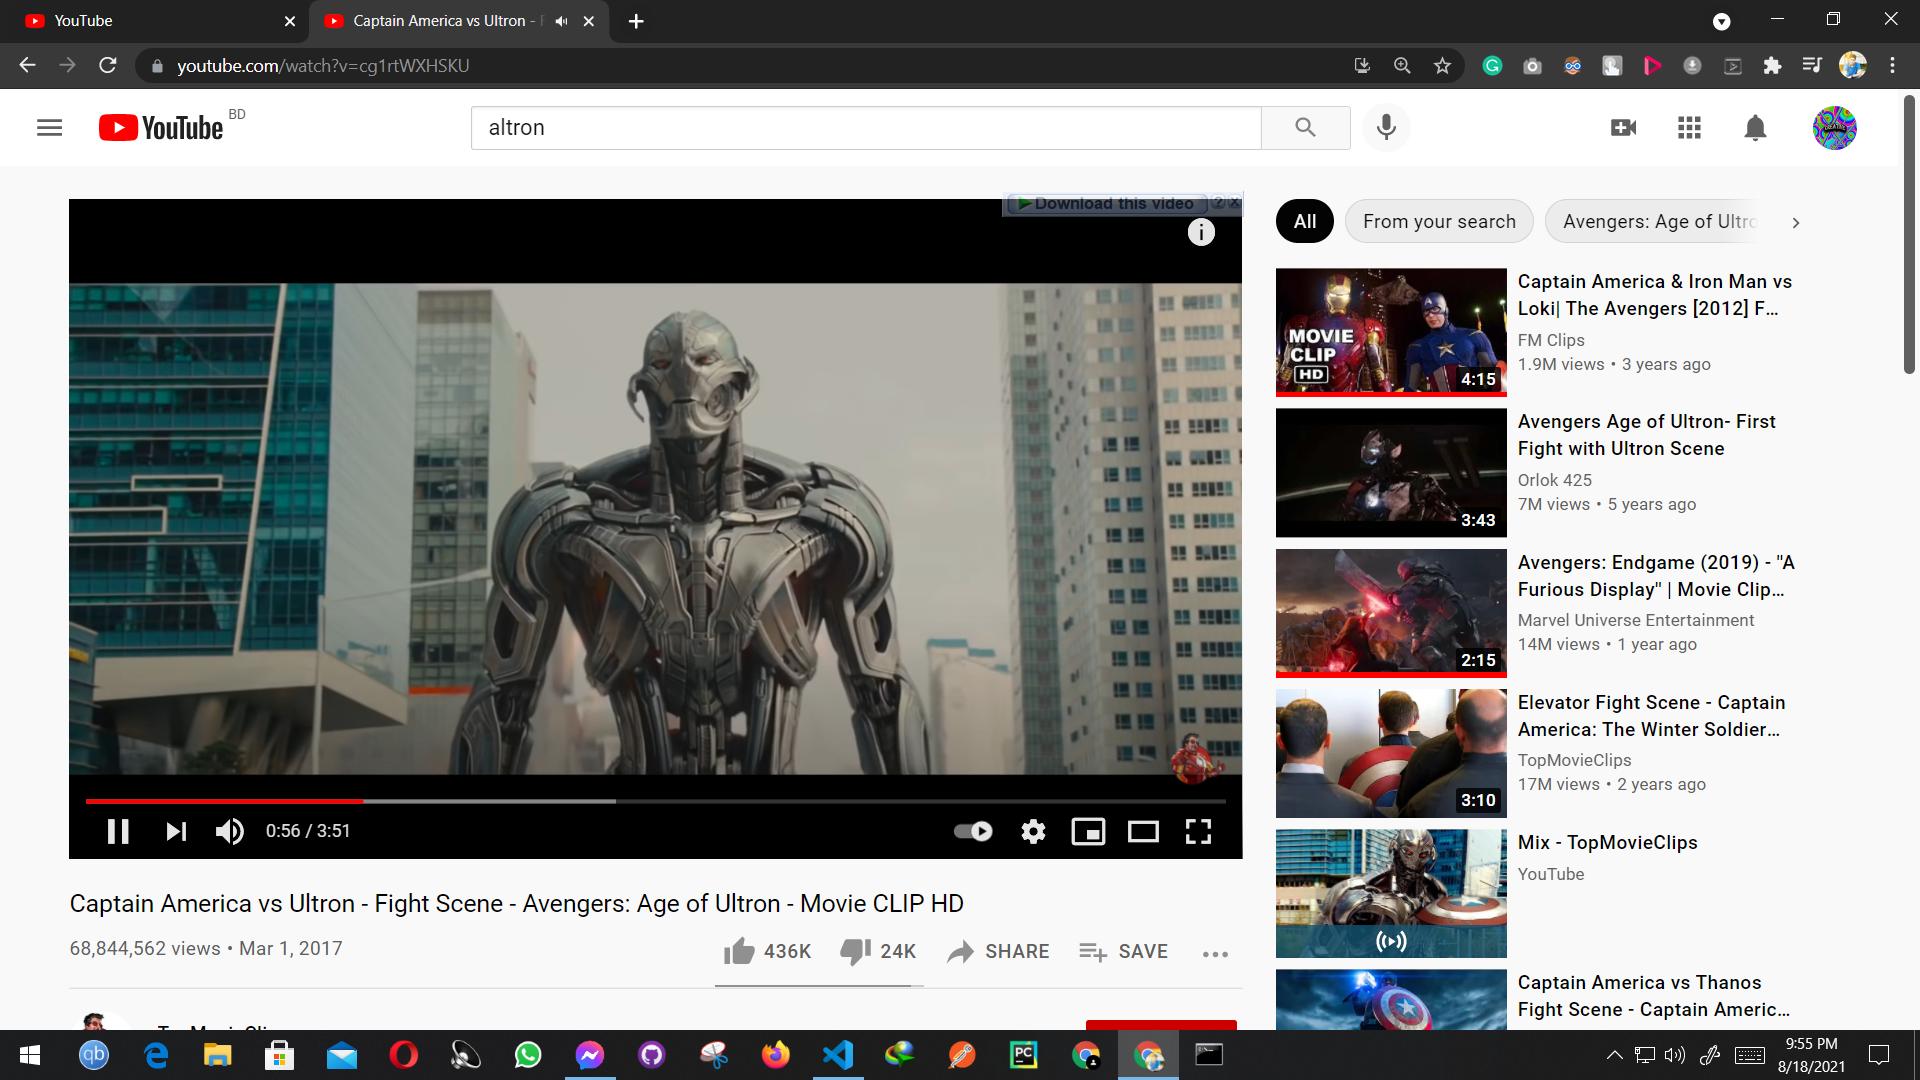 YouTube
Captain America vs Ultron -
youtube.com/watch?v=cg1rtWXHSKU
YouTube BD
altron
Download this video ?
All
From your search
Avengers: Age of Ultro
MOVIE
CLIP
HD
4:15
Captain America & Iron Man vs
Loki| The Avengers [2012] F...
FM Clips
1.9M views • 3 years ago
3:43
Avengers Age of Ultron- First
Fight with Ultron Scene
Orlok 425
7M views • 5 years ago
2:15
Avengers: Endgame (2019) - "A
Furious Display" | Movie Clip...
Marvel Universe Entertainment
14M views • 1 year ago
3:10
Elevator Fight Scene - Captain
America: The Winter Soldier...
TopMovieClips
17M views • 2 years ago
Mix - TopMovieClips
YouTube
Captain America vs Thanos
Fight Scene - Captain Americ...
0:56 / 3:51
Captain America vs Ultron - Fight Scene - Avengers: Age of Ultron - Movie CLIP HD
68,844,562 views • Mar 1, 2017
436K
24K
SHARE
SAVE
qb
PC
9:55 PM
8/18/2021